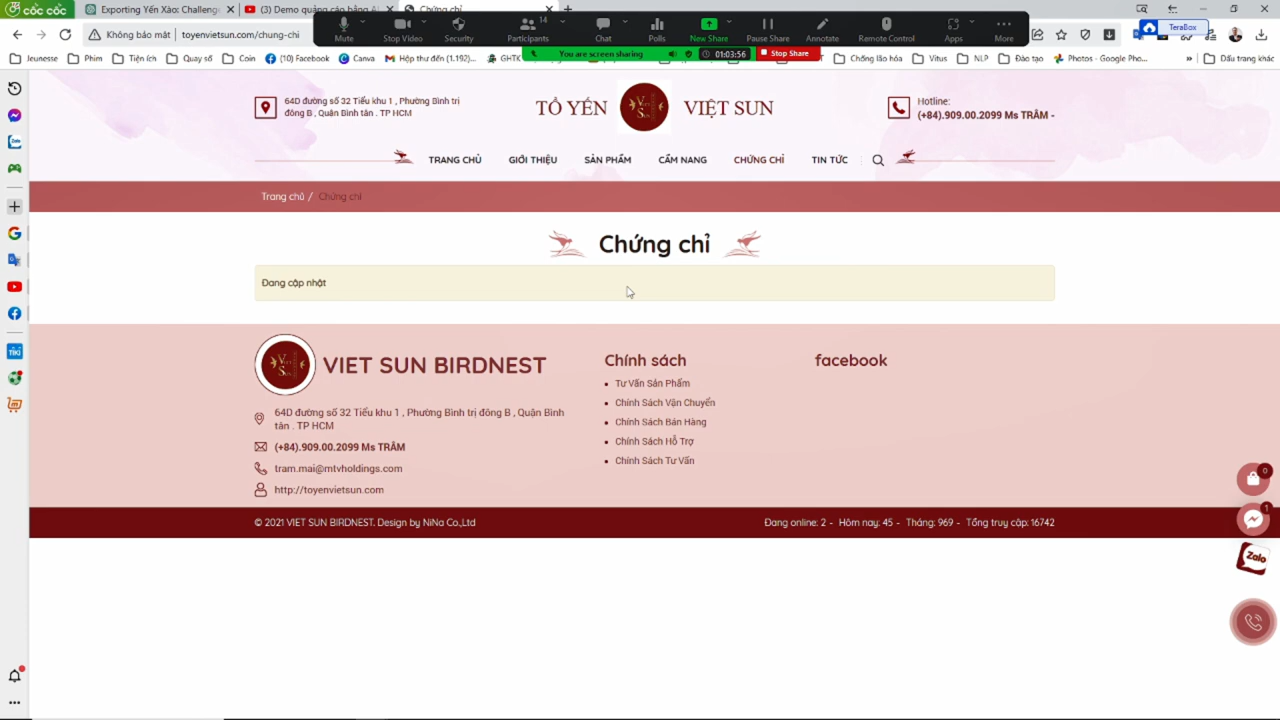 CỐC CỐC
Exporting Yến Xào: Challeng
(3) Demo quảng cáo bằng AI
Chứng chỉ
Không bảo mật
toyenvietsun.com/chung-chi
Mute
Stop Video
Security
14
Participants
Chat
Polls
New Share
Pause Share
Annotate
Remote Control
Apps
More
TeraBox
You are screen sharing
01:03:56
Stop Share
Jeunesse
Phim
Tiện ích
Quay số
Coin
(10) Facebook
Canva
Hộp thư đến (1.192)...
GHTK
Chống lão hóa
Vitus
NLP
Đào tạo
Photos - Google Pho...
Dấu trang khác
64D đường số 32 Tiểu khu 1 , Phường Bình trị
đông B , Quận Bình tân . TP HCM
TỔ YẾN
VIỆT SUN
Hotline:
(+84).909.00.2099 Ms TRÂM -
TRANG CHỦ
GIỚI THIỆU
SẢN PHẨM
CẨM NANG
CHỨNG CHỈ
TIN TỨC
Trang chủ / Chứng chỉ
Chứng chỉ
Đang cập nhật
VIET SUN BIRDNEST
64D đường số 32 Tiểu khu 1 , Phường Bình trị đông B , Quận Bình
tân . TP HCM
(+84).909.00.2099 Ms TRÂM
tram.mai@mtvholdings.com
http://toyenvietsun.com
Chính sách
Tư Vấn Sản Phẩm
Chính Sách Vận Chuyển
Chính Sách Bán Hàng
Chính Sách Hỗ Trợ
Chính Sách Tư Vấn
facebook
0
1
Zalo
© 2021 VIET SUN BIRDNEST. Design by NiNa Co.,Ltd
Đang online: 2 - Hôm nay: 45 - Tháng: 969 - Tổng truy cập: 16742